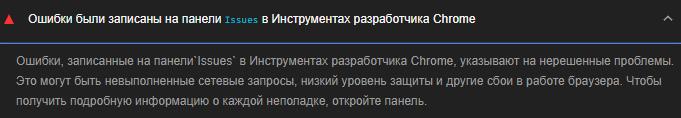 Ошибки были записаны на панели Issues в Инструментах разработчика Chrome
Ошибки, записанные на панели`Issues` в Инструментах разработчика Chrome, указывают на нерешенные проблемы.
Это могут быть невыполненные сетевые запросы, низкий уровень защиты и другие сбои в работе браузера. Чтобы
получить подробную информацию о каждой неполадке, откройте панель.